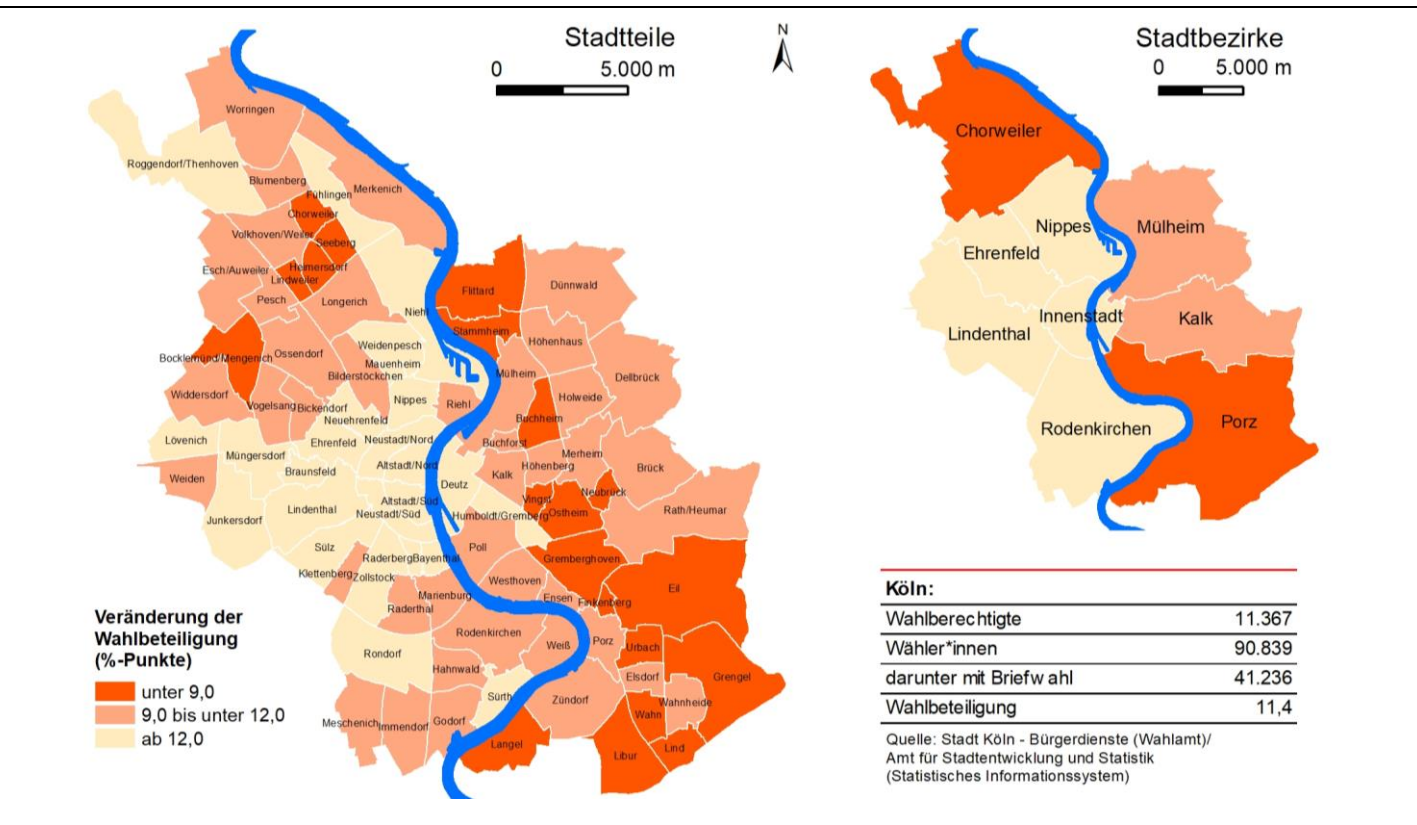 Stadtteile
0 5.000 m
N
Stadtbezirke
0 5.000 m
Worringen
Roggendorf/Thenhoven
Blumenberg
Fühlingen
Merkenich
Chorweiler
Volkhoven/Weiler
Seeberg
Heimersdorf
Esch/Auweiler
Lindweiler
Pesch
Longerich
Niehl
Flittard
Dünnwald
Stammheim
Höhenhaus
Weidenpesch
Bocklemünd/Mengenich
Ossendorf
Mauenheim
Bilderstöckchen
Mülheim
Dellbrück
Widdersdorf
Vogelsang
Bickendorf
Nippes
Riehl
Holweide
Buchheim
Neuehrenfeld
Lövenich
Ehrenfeld
Neustadt/Nord
Buchforst
Müngersdorf
Merheim
Braunsfeld
Altstadt/Nord
Höhenberg
Brück
Weiden
Kalk
Deutz
Neubrück
Altstadt/Süd
Vingst
Lindenthal
Neustadt/Süd
Humboldt/Gremberg
Ostheim
Rath/Heumar
Junkersdorf
Sülz
Poll
Raderberg
Bayenthal
Gremberghoven
Klettenberg
Zollstock
Westhoven
Eil
Marienburg
Raderthal
Ensen
Finkenberg
Rodenkirchen
Weiß
Porz
Urbach
Rondorf
Hahnwald
Elsdorf
Grengel
Sürth
Zündorf
Wahnheide
Wahn
Meschenich
Immendorf
Godorf
Langel
Libur
Lind
Chorweiler
Nippes
Mülheim
Ehrenfeld
Innenstadt
Kalk
Lindenthal
Rodenkirchen
Porz
Veränderung der
Wahlbeteiligung
(%-Punkte)
unter 9,0
9,0 bis unter 12,0
ab 12,0
Köln:
Wahlberechtigte 11.367
Wähler*innen 90.839
darunter mit Briefwahl 41.236
Wahlbeteiligung 11,4
Quelle: Stadt Köln - Bürgerdienste (Wahlamt)/
Amt für Stadtentwicklung und Statistik
(Statistisches Informationssystem)